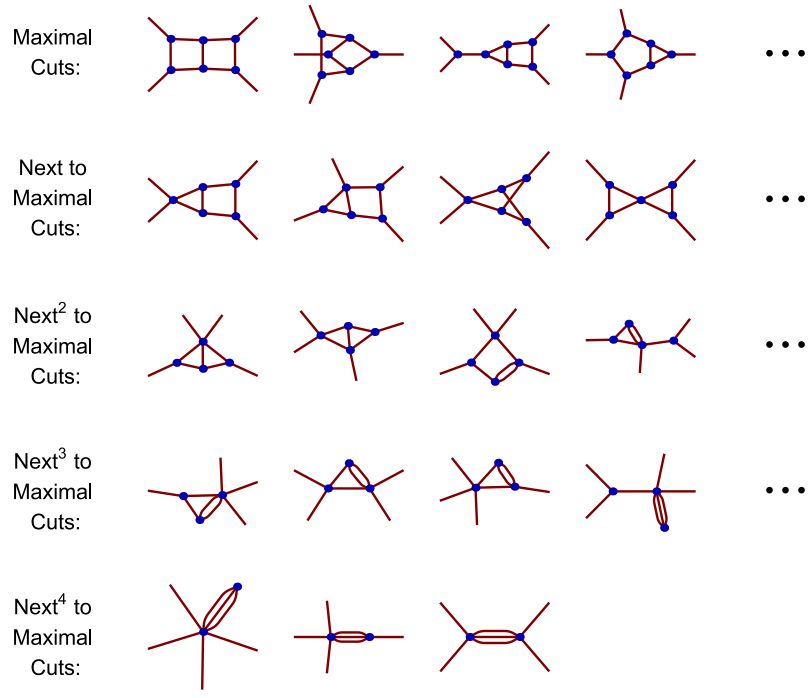 Maximal
Cuts:
Next to
Maximal
Cuts:
Next² to
Maximal
Cuts:
Next³ to
Maximal
Cuts:
Next⁴ to
Maximal
Cuts: